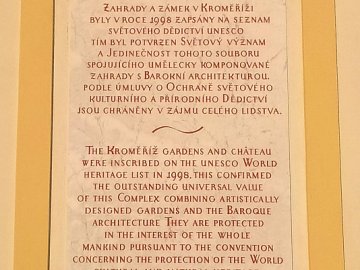 Zahrady a zámek v Kroměříži
byly v roce 1998 zapsány na seznam
světového dědictví unesco
tím byl potvrzen Světový význam
a Jedinečnost tohoto souboru
spojujícího umělecky komponované
zahrady s Barokní architekturou.
podle úmluvy o Ochraně světového
kulturního a přírodního Dědictví
jsou chráněny v zájmu celého lidstva.
The Kroměříž gardens and château
were inscribed on the unesco World
heritage list in 1998, this confirmed
the outstanding universal value
of this Complex combining artistically
designed gardens and the Baroque
architecture They are protected
in the interest of the whole
mankind pursuant to the convention
concerning the protection of the World